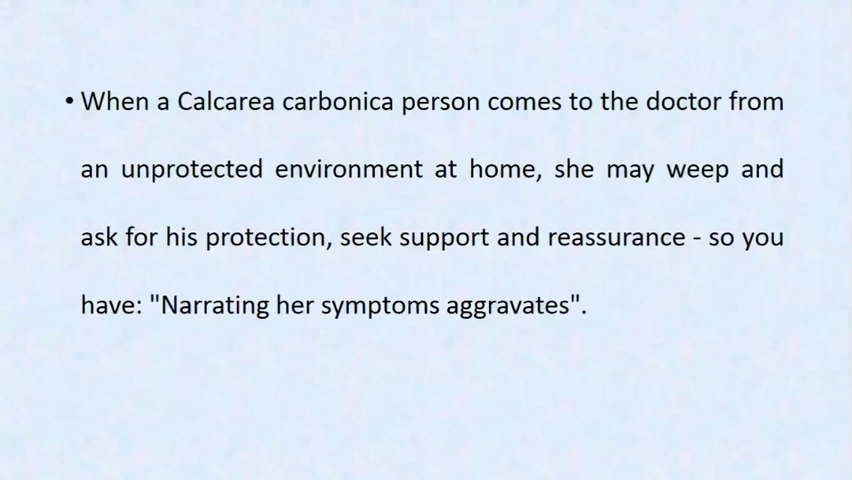 • When a Calcarea carbonica person comes to the doctor from
an unprotected environment at home, she may weep and
ask for his protection, seek support and reassurance - so you
have: "Narrating her symptoms aggravates".